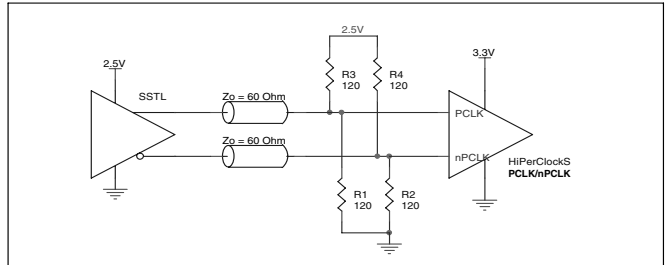 2.5V
3.3V
2.5V
R3
120
R4
120
SSTL
Zo = 60 Ohm
PCLK
Zo = 60 Ohm
nPCLK
HiPerClockS
PCLK/nPCLK
R1
120
R2
120